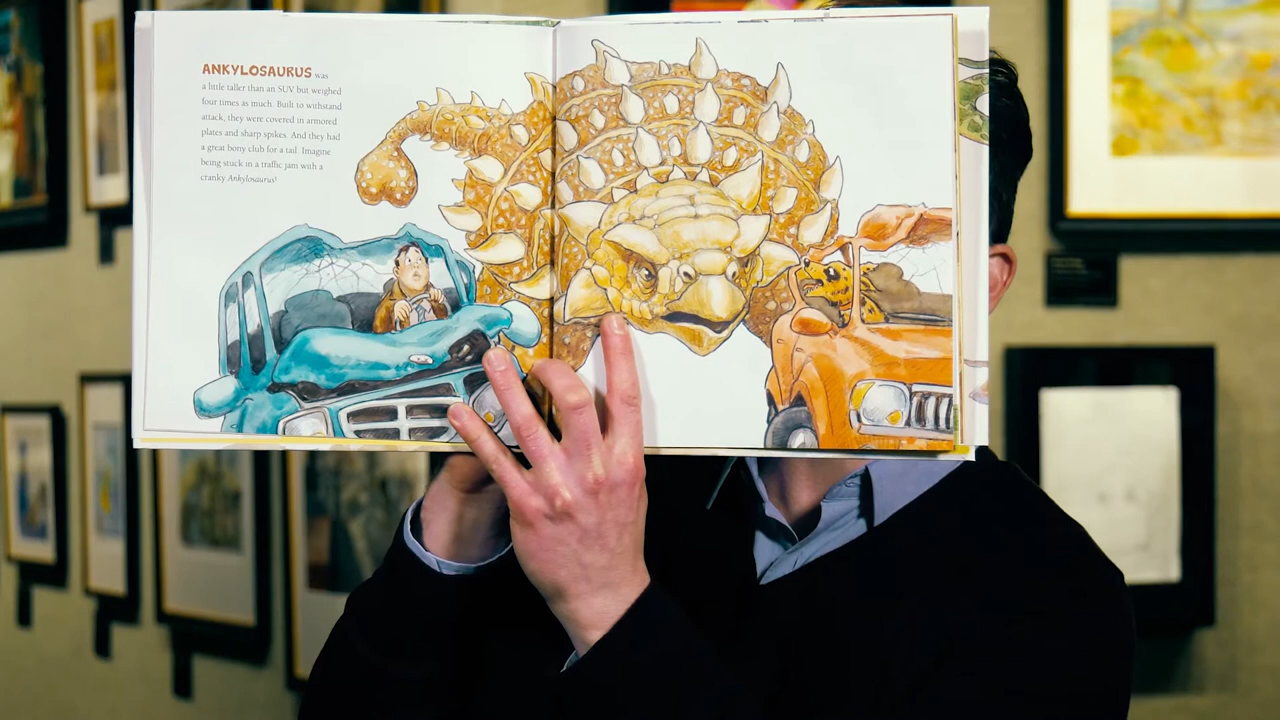 ANKYLOSAURUS was
a little taller than an SUV but weighed
four times as much. Built to withstand
attack, they were covered in armored
plates and sharp spikes. And they had
a great bony club for a tail. Imagine
being stuck in a traffic jam with a
cranky Ankylosaurus!